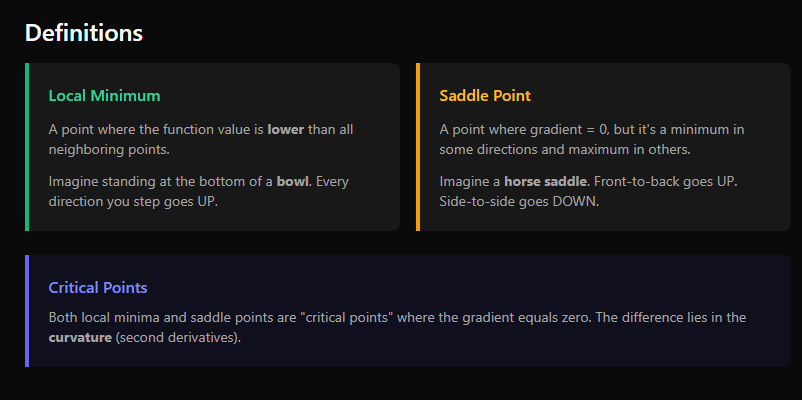 Definitions
Local Minimum
A point where the function value is lower than all
neighboring points.
Imagine standing at the bottom of a bowl. Every
direction you step goes UP.
Saddle Point
A point where gradient = 0, but it's a minimum in
some directions and maximum in others.
Imagine a horse saddle. Front-to-back goes UP.
Side-to-side goes DOWN.
Critical Points
Both local minima and saddle points are "critical points" where the gradient equals zero. The difference lies in the
curvature (second derivatives).